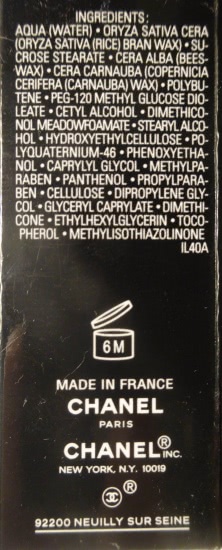 INGREDIENTS:
AQUA (WATER) • ORYZA SATIVA CERA
(ORYZA SATIVA (RICE) BRAN WAX) • SU-
CROSE STEARATE • CERA ALBA (BEES-
WAX) • CERA CARNAUBA (COPERNICIA
CERIFERA (CARNAUBA) WAX) • POLYBU-
TENE • PEG-120 METHYL GLUCOSE DIO-
LEATE • CETYL ALCOHOL • DIMETHICO-
NOL MEADOWFOAMATE • STEARYL ALCO-
HOL • HYDROXYETHYLCELLULOSE • PO-
LYQUATERNIUM-46 • PHENOXYETHA-
NOL • CAPRYLYL GLYCOL • METHYLPA-
RABEN • PANTHENOL • PROPYLPARA-
BEN • CELLULOSE • DIPROPYLENE GLY-
COL • GLYCERYL CAPRYLATE • DIMETHI-
CONE • ETHYLHEXYLGLYCERIN • TOCO-
PHEROL • METHYLISOTHIAZOLINONE
IL40A
6M
MADE IN FRANCE
CHANEL
PARIS
CHANEL® INC.
NEW YORK, N.Y. 10019
®
92200 NEUILLY SUR SEINE